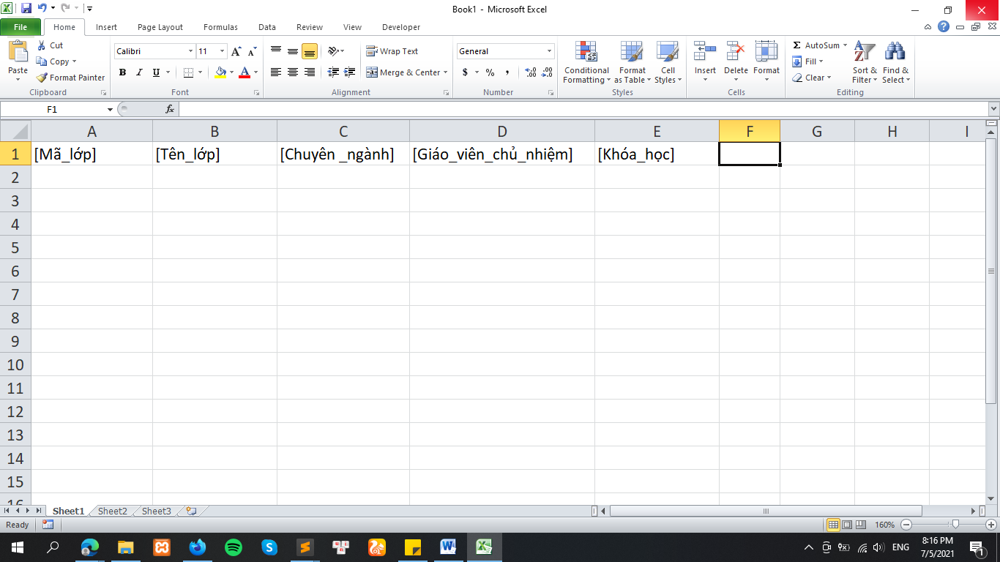 Book1 - Microsoft Excel
File Home Insert Page Layout Formulas Data Review View Developer
Paste
Cut
Copy
Format Painter
Clipboard
Calibri 11
B I U
Font
Wrap Text
Merge & Center
Alignment
General
$ % ,
Number
Conditional Formatting
Format as Table
Cell Styles
Styles
Insert Delete Format
Cells
Σ AutoSum
Fill
Clear
Sort & Filter
Find & Select
Editing
F1 fx
A B C D E F G H I
1 [Mã_lớp] [Tên_lớp] [Chuyên _ngành] [Giáo_viên_chủ_nhiệm] [Khóa_học]
2
3
4
5
6
7
8
9
10
11
12
13
14
15
16
Sheet1 Sheet2 Sheet3
Ready 160%
ENG 8:16 PM
7/5/2021
1